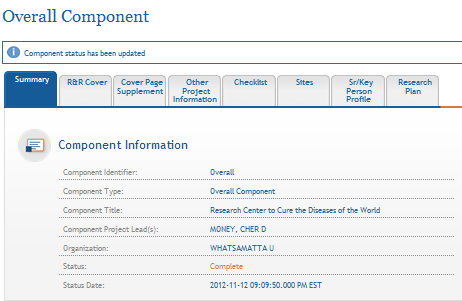 Overall Component
Component status has been updated
Summary
R&R Cover
Cover Page
Supplement
Other
Project
Information
Checklist
Sites
Sr/Key
Person
Profile
Research
Plan
Component Information
Component Identifier: Overall
Component Type: Overall Component
Component Title: Research Center to Cure the Diseases of the World
Component Project Lead(s): MONEY, CHER D
Organization: WHATSAMATTA U
Status: Complete
Status Date: 2012-11-12 09:09:50.000 PM EST